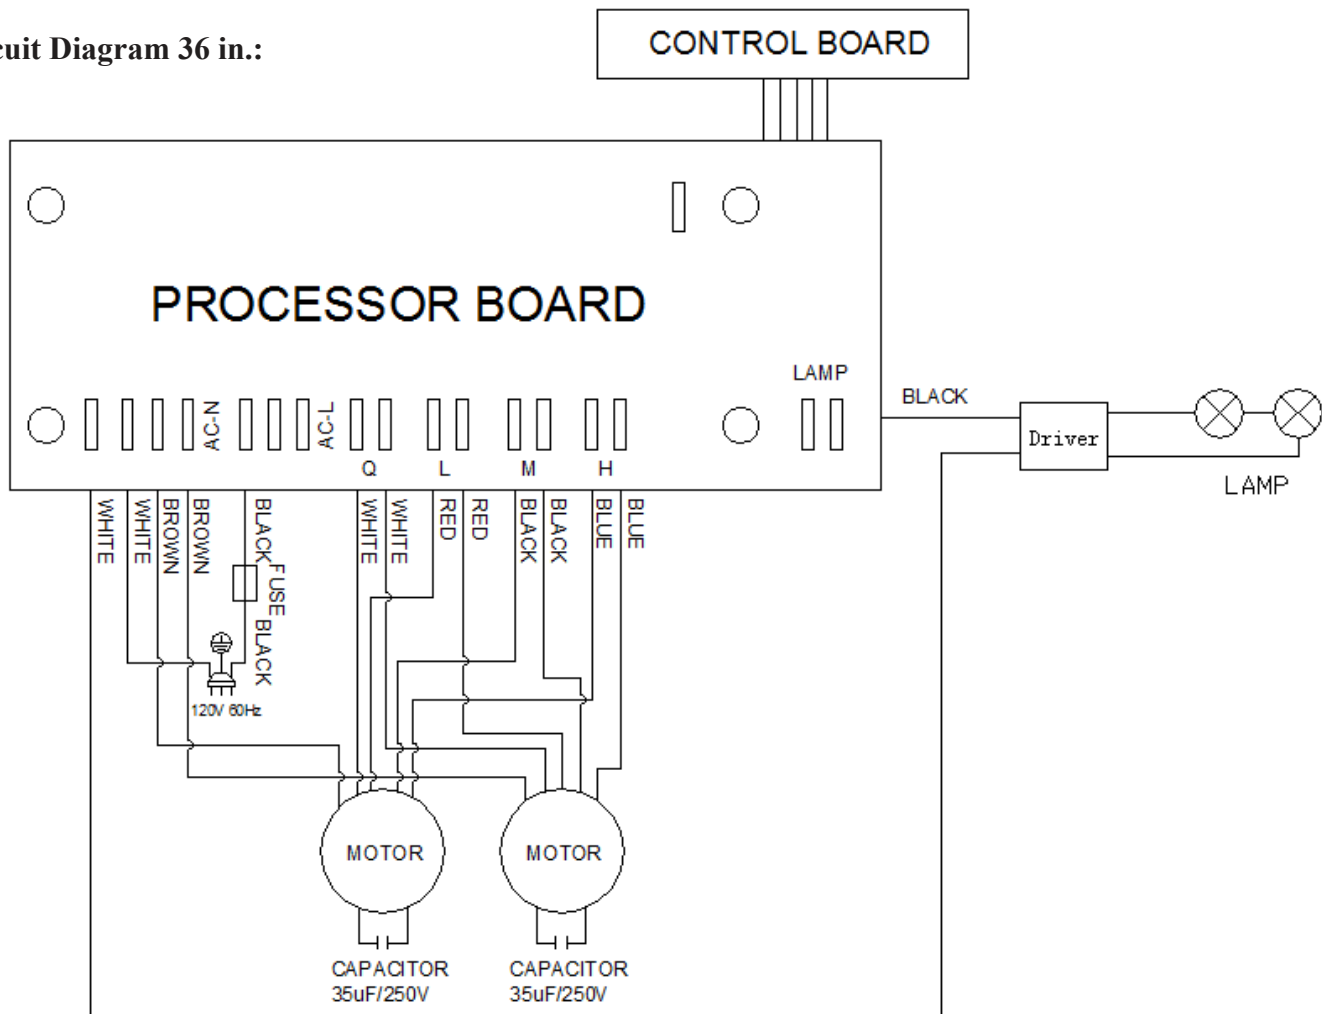 cuit Diagram 36 in.:
CONTROL BOARD
PROCESSOR BOARD
LAMP
AC-N
AC-L
Q
L
M
H
BLACK
Driver
LAMP
WHITE
WHITE
BROWN
BROWN
BLACK
FUSE
BLACK
WHITE
WHITE
RED
RED
BLACK
BLACK
BLUE
BLUE
120V 60Hz
MOTOR
MOTOR
CAPACITOR
35uF/250V
CAPACITOR
35uF/250V